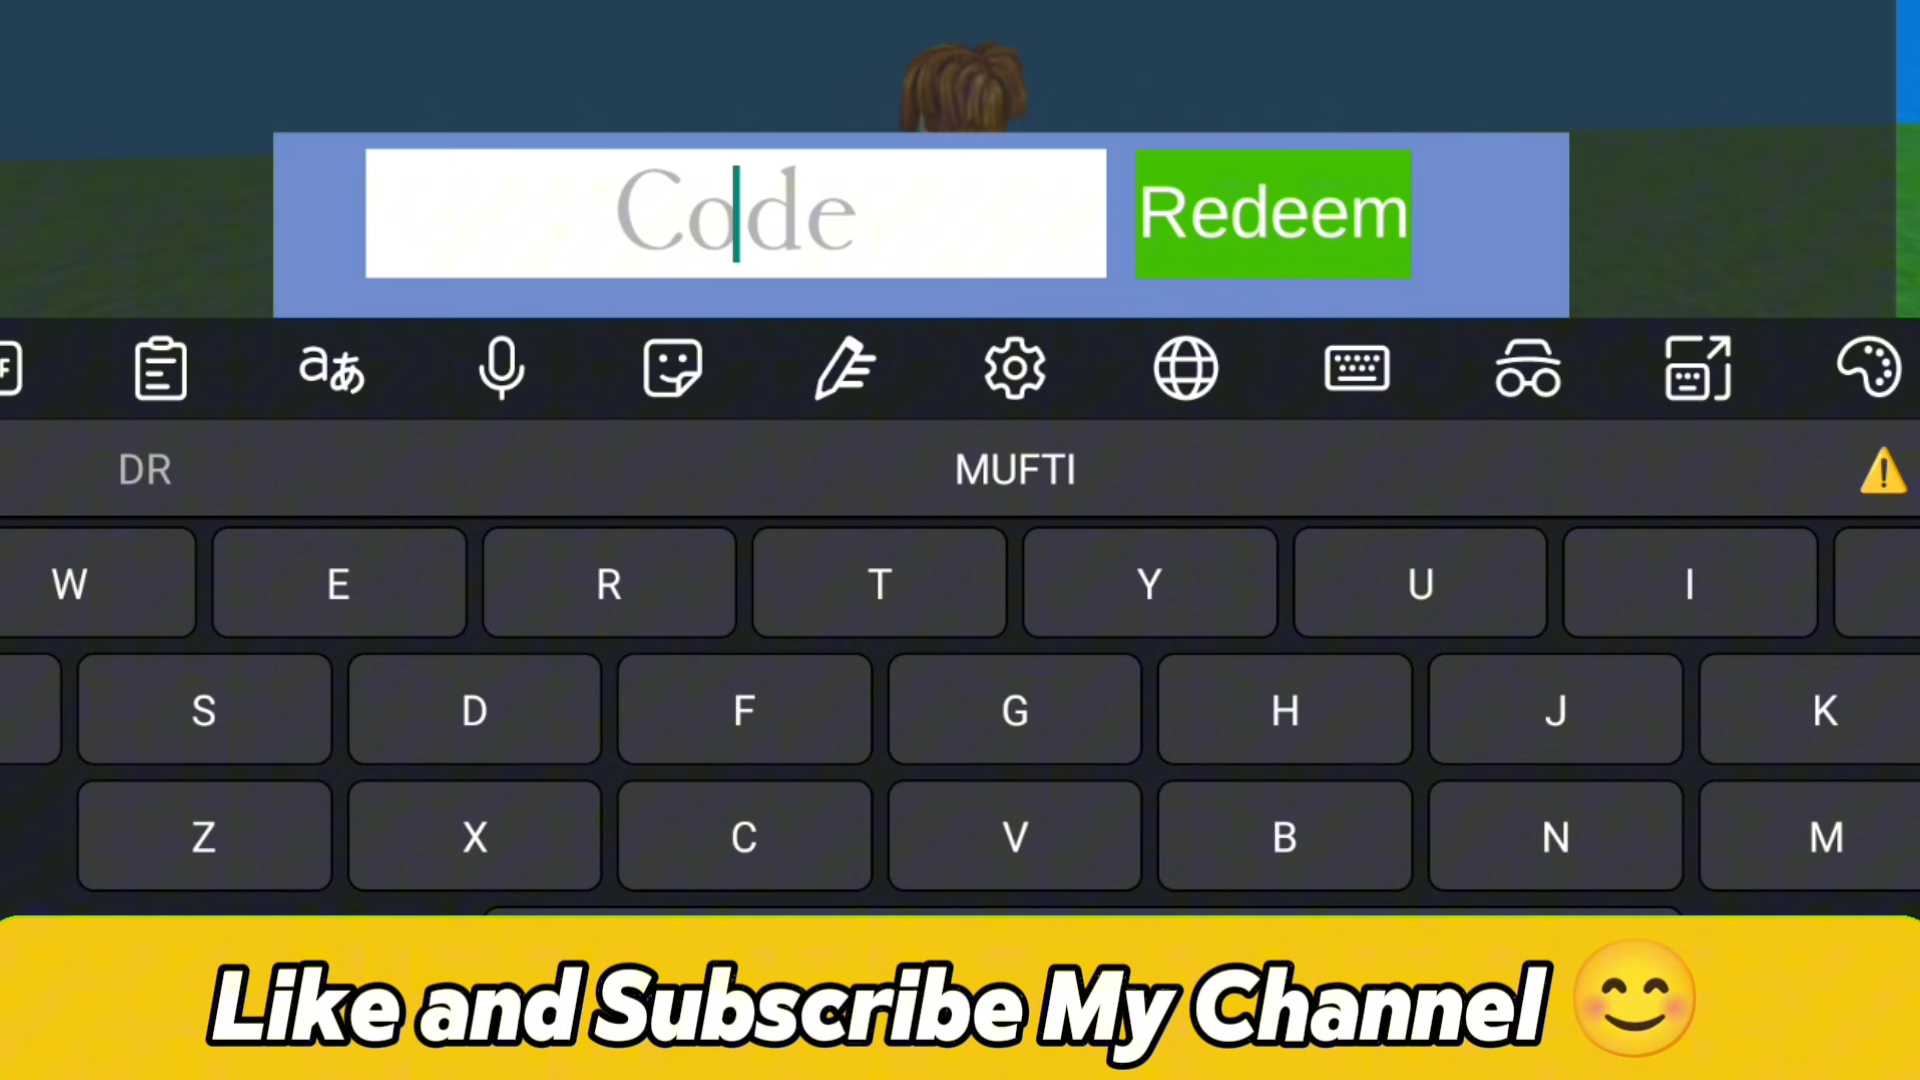 Code
Redeem
DR MUFTI
W E R T Y U I
S D F G H J K
Z X C V B N M
Like and Subscribe My Channel 😊